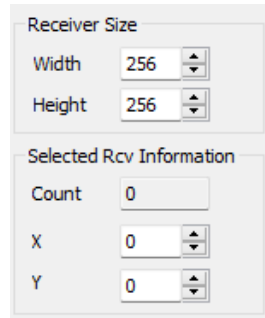 Receiver Size
Width 256
Height 256
Selected Rcv Information
Count 0
X 0
Y 0